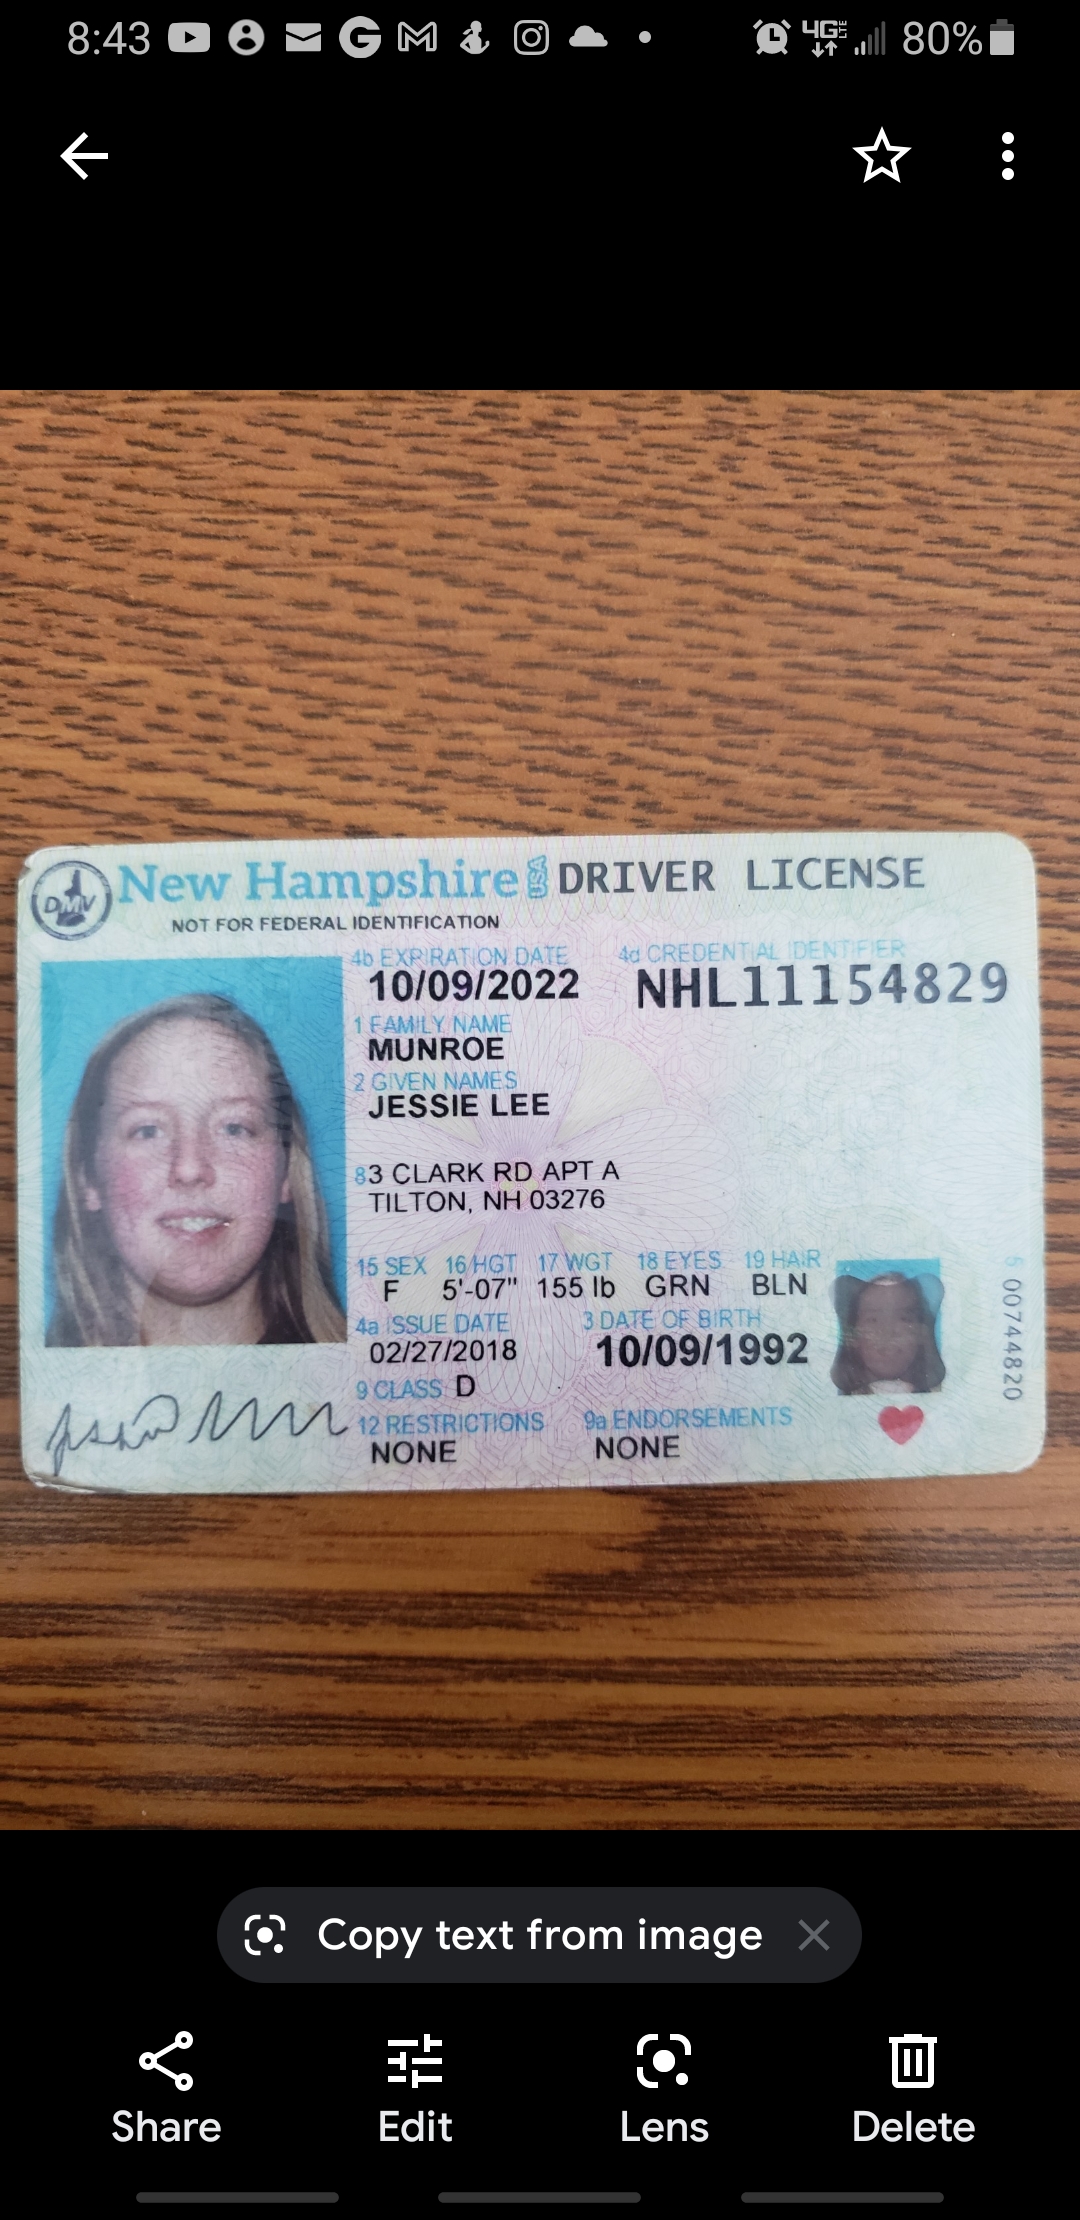 8:43 80%
New Hampshire USA DRIVER LICENSE
DMV
NOT FOR FEDERAL IDENTIFICATION
4b EXPIRATION DATE 4d CREDENTIAL IDENTIFIER
10/09/2022 NHL11154829
1 FAMILY NAME
MUNROE
2 GIVEN NAMES
JESSIE LEE
83 CLARK RD APT A
TILTON, NH 03276
15 SEX 16 HGT 17 WGT 18 EYES 19 HAIR
F 5'-07" 155 lb GRN BLN
4a ISSUE DATE 3 DATE OF BIRTH
02/27/2018 10/09/1992
9 CLASS D
12 RESTRICTIONS 9a ENDORSEMENTS
NONE NONE
00744820
Copy text from image
Share Edit Lens Delete